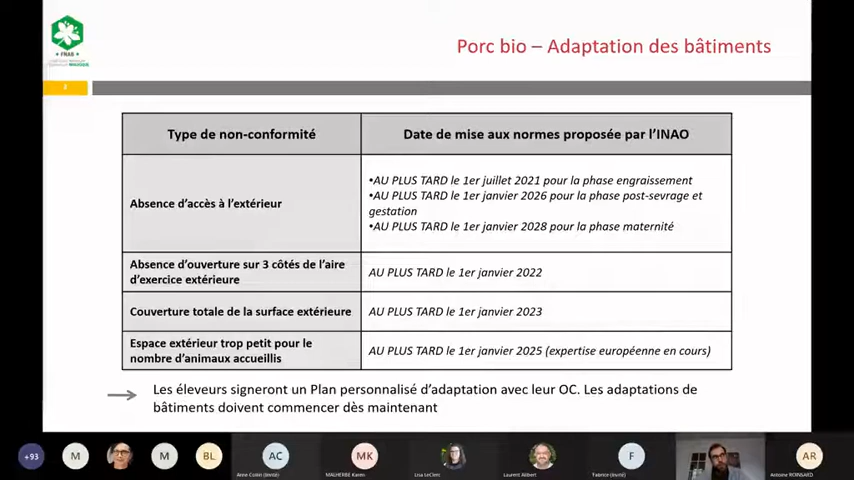 FNAB
Porc bio – Adaptation des bâtiments
2
Type de non-conformité
Date de mise aux normes proposée par l'INAO
Absence d'accès à l'extérieur
•AU PLUS TARD le 1er juillet 2021 pour la phase engraissement
•AU PLUS TARD le 1er janvier 2026 pour la phase post-sevrage et
gestation
•AU PLUS TARD le 1er janvier 2028 pour la phase maternité
Absence d'ouverture sur 3 côtés de l'aire
d'exercice extérieure
AU PLUS TARD le 1er janvier 2022
Couverture totale de la surface extérieure
AU PLUS TARD le 1er janvier 2023
Espace extérieur trop petit pour le
nombre d'animaux accueillis
AU PLUS TARD le 1er janvier 2025 (expertise européenne en cours)
Les éleveurs signeront un Plan personnalisé d'adaptation avec leur OC. Les adaptations de
bâtiments doivent commencer dès maintenant
+93
M
M
BL
AC
MK
F
AR
MALHERBE Karen
Lisa LeClerc
Laurent Alibert
Fabrice (Invité)
Antoine ROINSARD